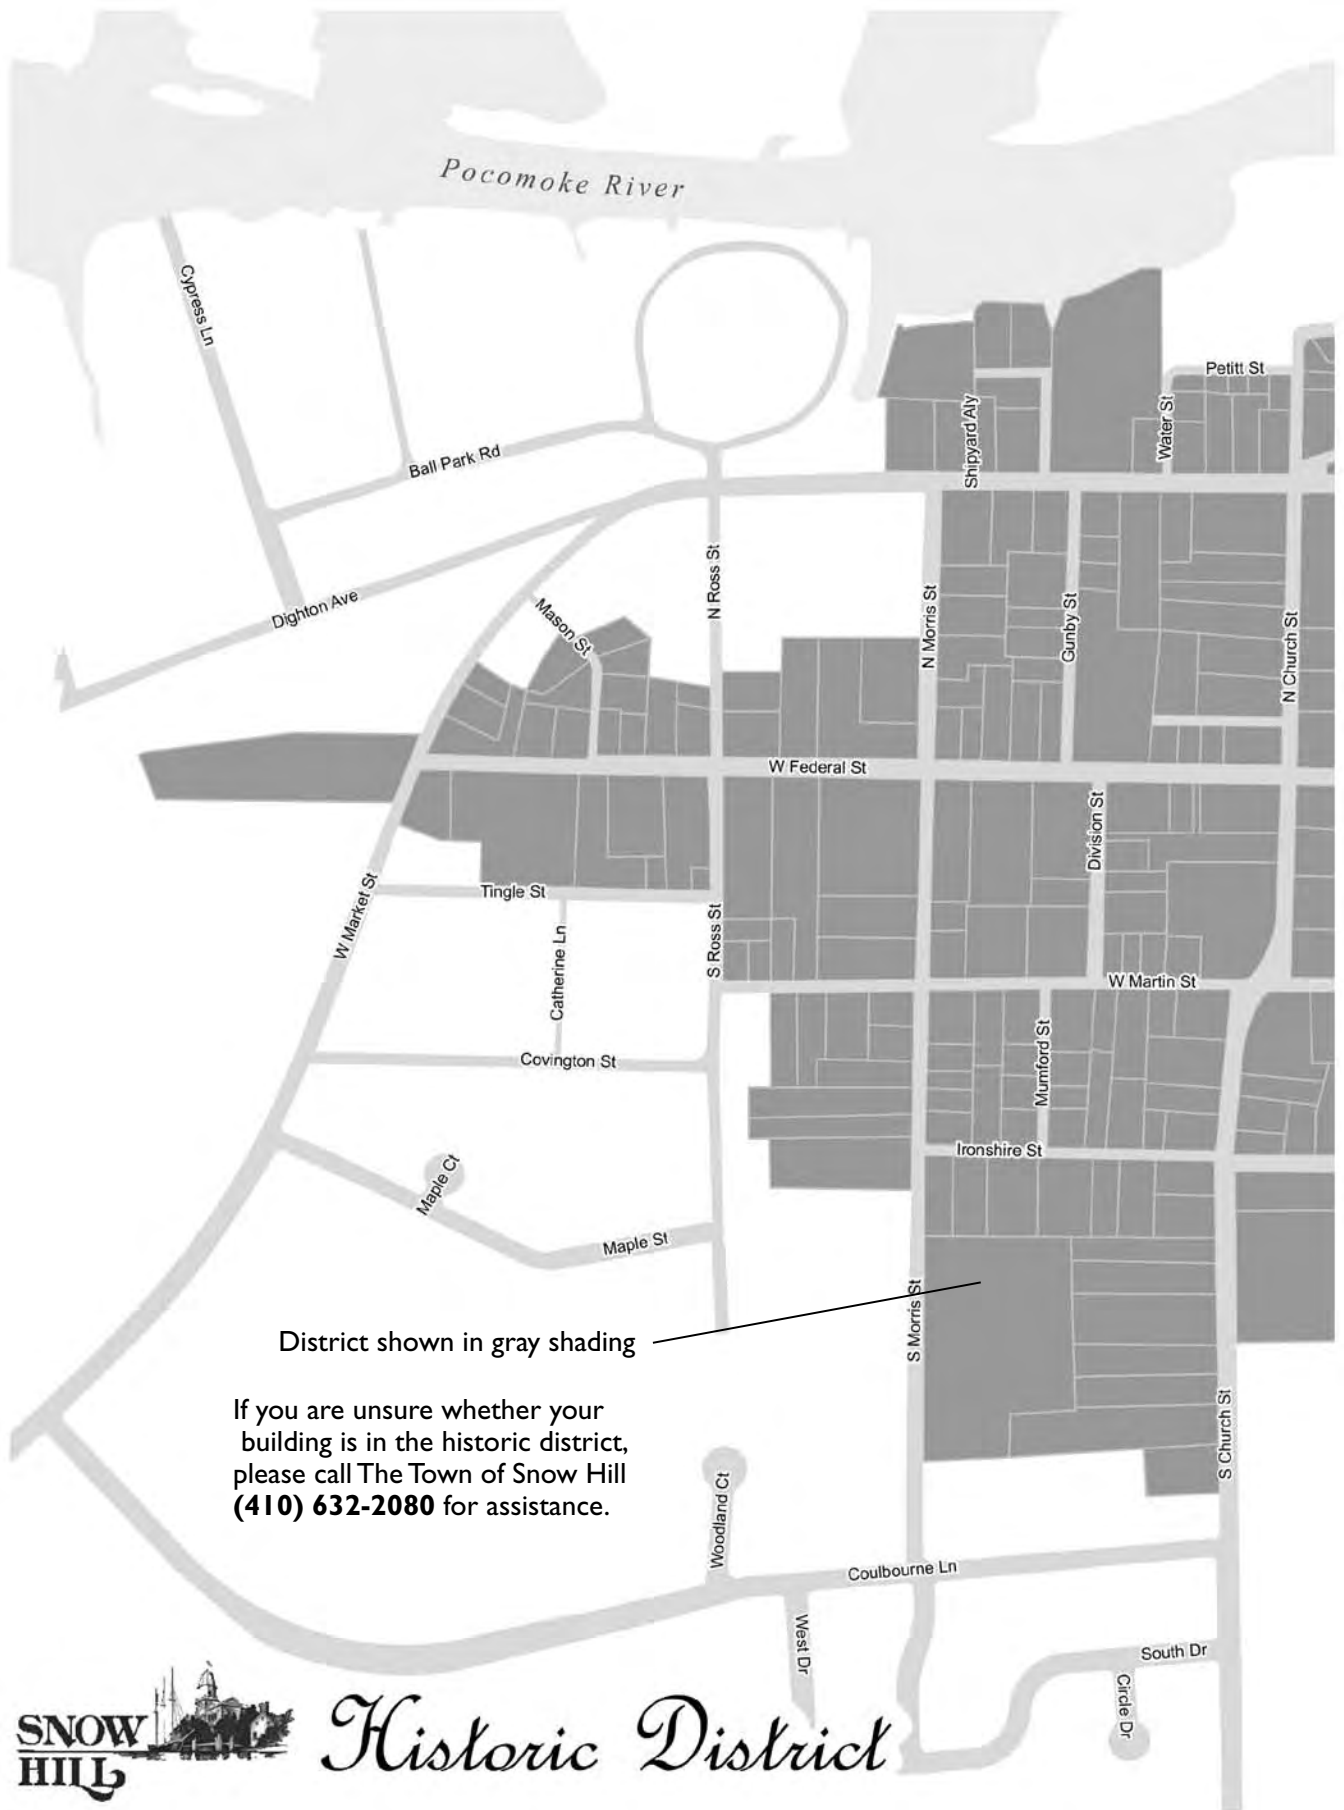 Pocomoke River
Cypress Ln
Petitt St
Shipyard Aly
Water St
Ball Park Rd
N Ross St
Dighton Ave
Mason St
N Morris St
Gunby St
N Church St
W Federal St
Division St
Tingle St
W Market St
S Ross St
Catherine Ln
W Martin St
Mumford St
Covington St
Ironshire St
Maple Ct
Maple St
S Morris St
District shown in gray shading
If you are unsure whether your
building is in the historic district,
please call The Town of Snow Hill
(410) 632-2080 for assistance.
S Church St
Woodland Ct
Coulbourne Ln
West Dr
South Dr
Circle Dr
SNOW
HILL
Historic District